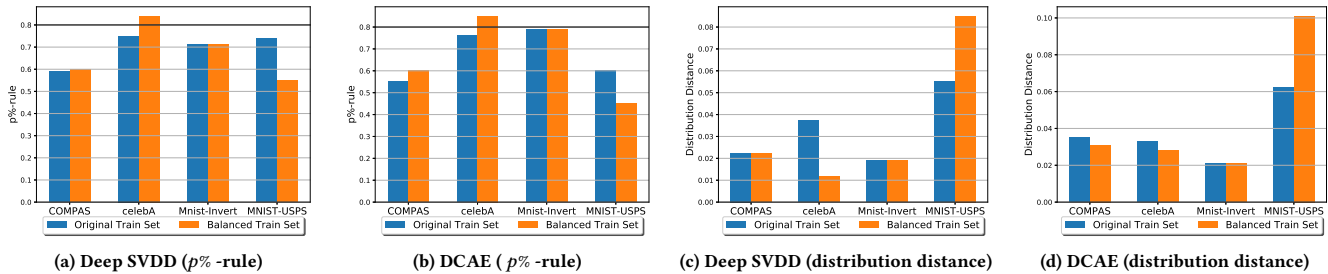 p%-rule
0.8
0.7
0.6
0.5
0.4
0.3
0.2
0.1
0.0
COMPAS celebA Mnist-Invert MNIST-USPS
Original Train Set Balanced Train Set
(a) Deep SVDD (p% -rule)
p%-rule
0.8
0.7
0.6
0.5
0.4
0.3
0.2
0.1
0.0
COMPAS celebA Mnist-Invert MNIST-USPS
Original Train Set Balanced Train Set
(b) DCAE ( p% -rule)
Distribution Distance
0.08
0.07
0.06
0.05
0.04
0.03
0.02
0.01
0.00
COMPAS celebA Mnist-Invert MNIST-USPS
Original Train Set Balanced Train Set
(c) Deep SVDD (distribution distance)
Distribution Distance
0.10
0.08
0.06
0.04
0.02
0.00
COMPAS celebA Mnist-Invert MNIST-USPS
Original Train Set Balanced Train Set
(d) DCAE (distribution distance)